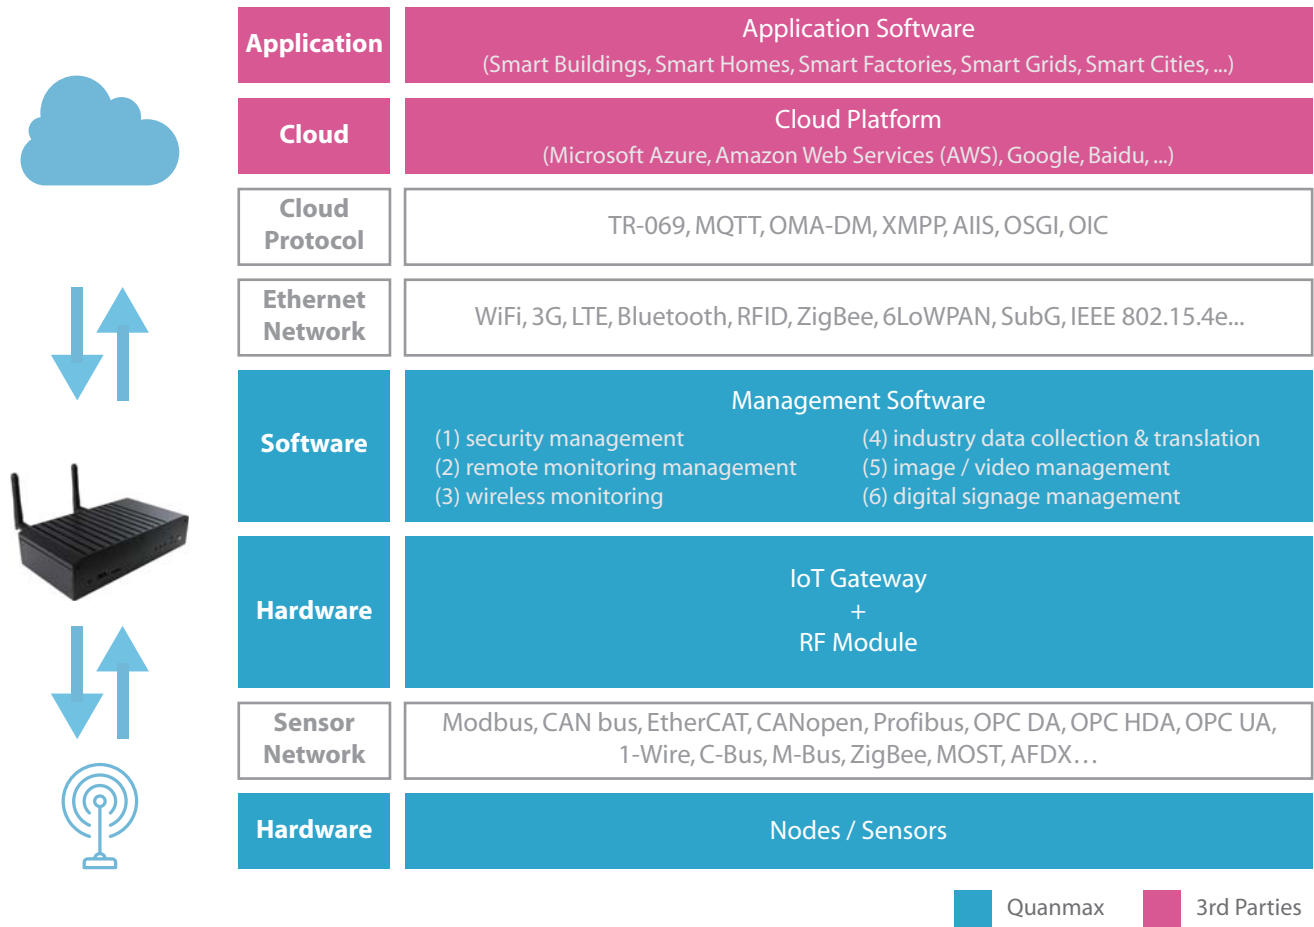 Application
Application Software
(Smart Buildings, Smart Homes, Smart Factories, Smart Grids, Smart Cities, ...)
Cloud
Cloud Platform
(Microsoft Azure, Amazon Web Services (AWS), Google, Baidu, ...)
Cloud
Protocol
TR-069, MQTT, OMA-DM, XMPP, AIIS, OSGI, OIC
Ethernet
Network
WiFi, 3G, LTE, Bluetooth, RFID, ZigBee, 6LoWPAN, SubG, IEEE 802.15.4e...
Software
Management Software
(1) security management
(2) remote monitoring management
(3) wireless monitoring
(4) industry data collection & translation
(5) image / video management
(6) digital signage management
Hardware
IoT Gateway
+
RF Module
Sensor
Network
Modbus, CAN bus, EtherCAT, CANopen, Profibus, OPC DA, OPC HDA, OPC UA,
1-Wire, C-Bus, M-Bus, ZigBee, MOST, AFDX…
Hardware
Nodes / Sensors
Quanmax
3rd Parties